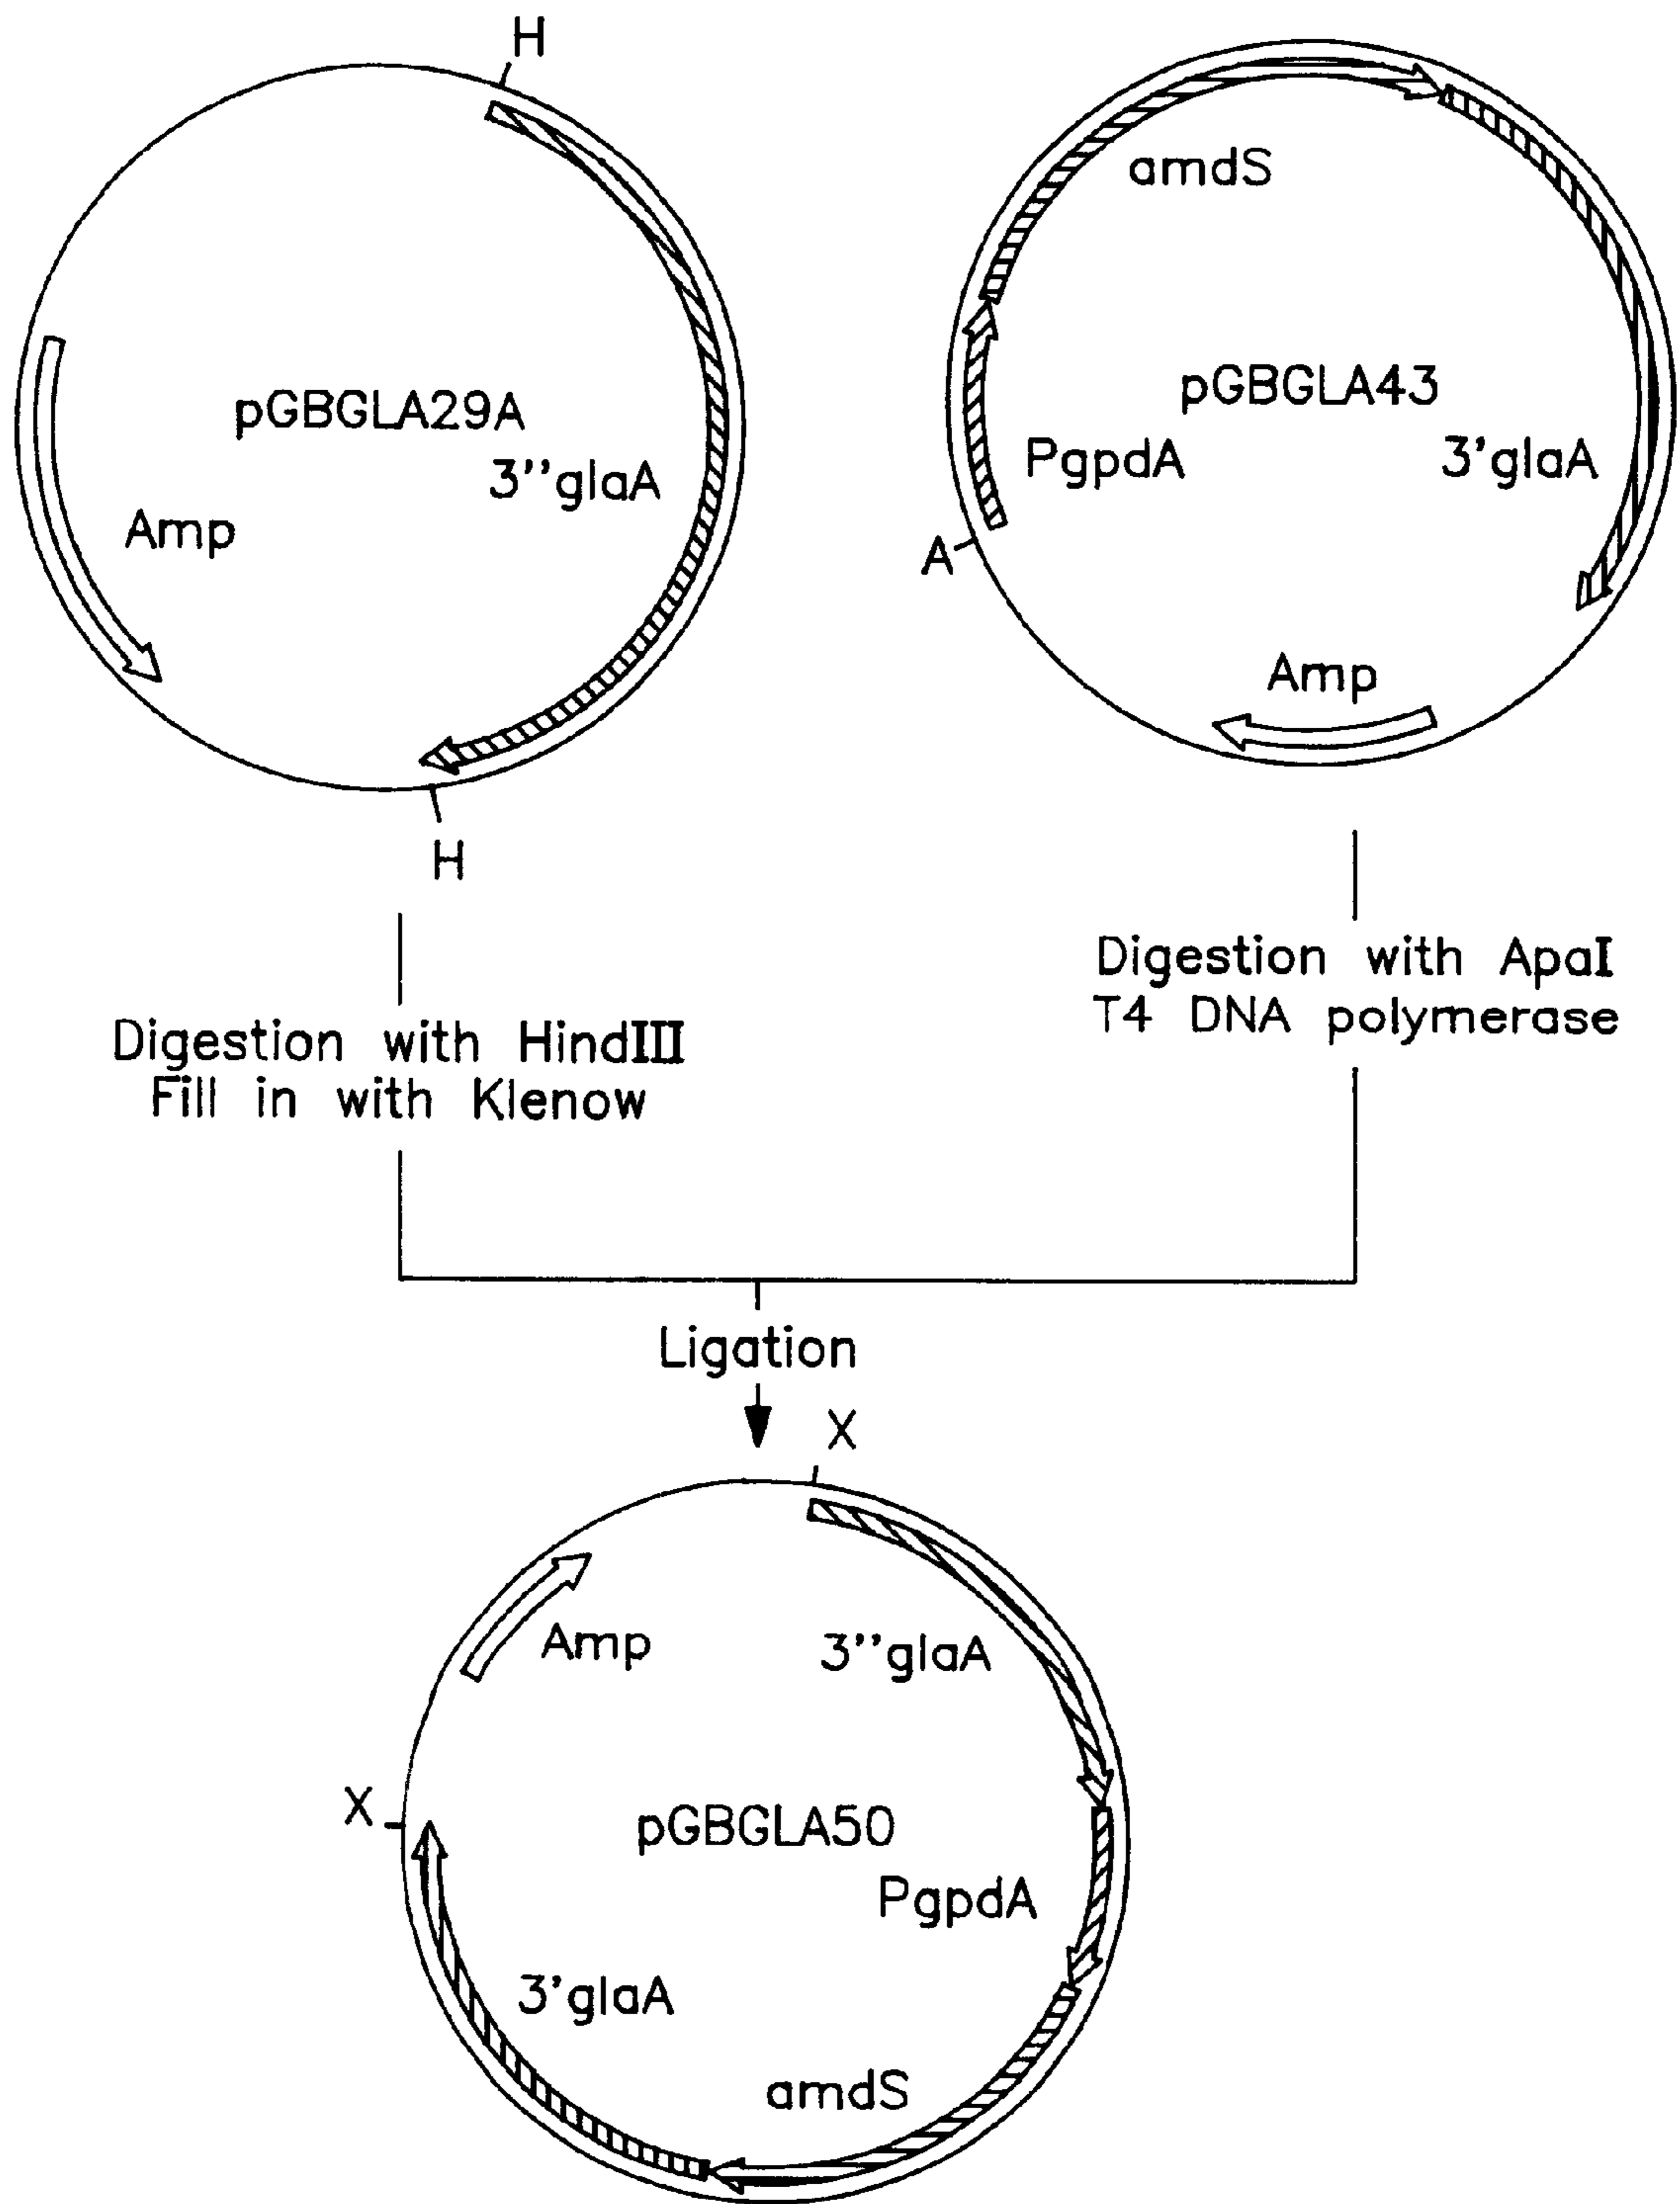 H
amdS
pGBGLA29A
3''glaA
Amp
H
pGBGLA43
PgpdA
3'glaA
A
Amp
Digestion with HindIII
Fill in with Klenow
Digestion with ApaI
T4 DNA polymerase
Ligation
X
Amp
3''glaA
X
pGBGLA50
PgpdA
3'glaA
amdS